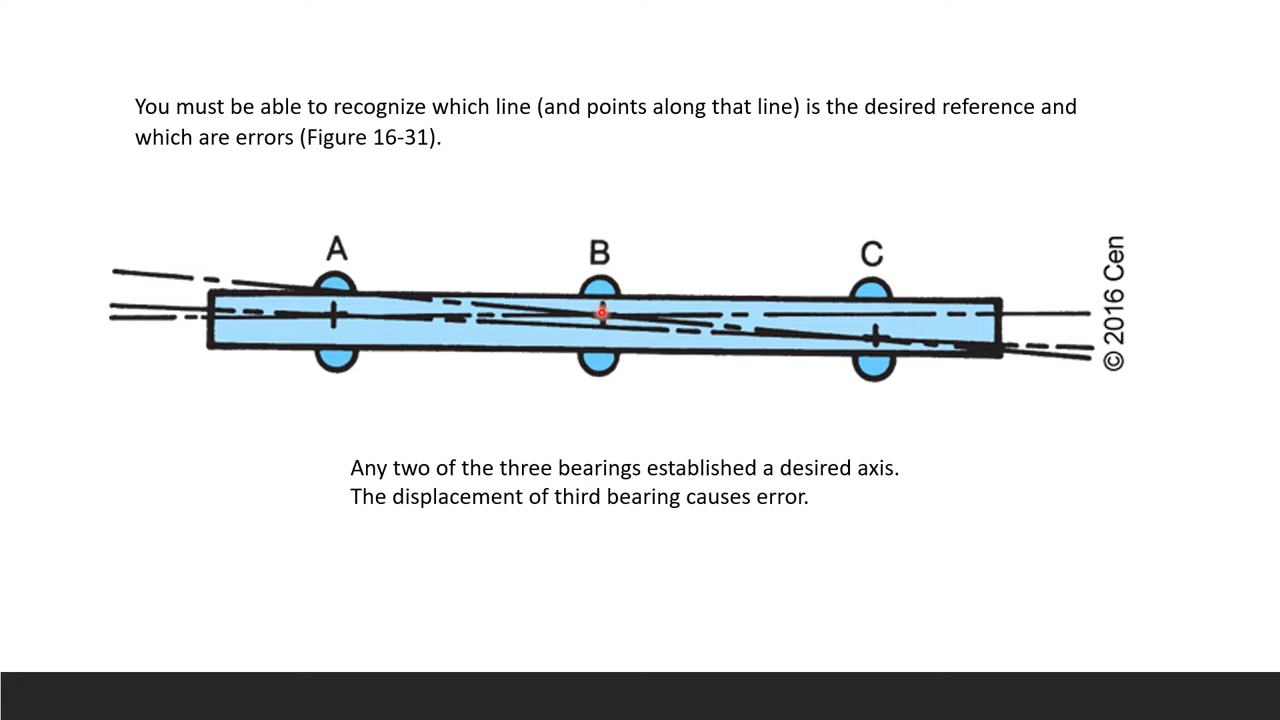 You must be able to recognize which line (and points along that line) is the desired reference and
which are errors (Figure 16-31).
A
B
C
© 2016 Cen
Any two of the three bearings established a desired axis.
The displacement of third bearing causes error.